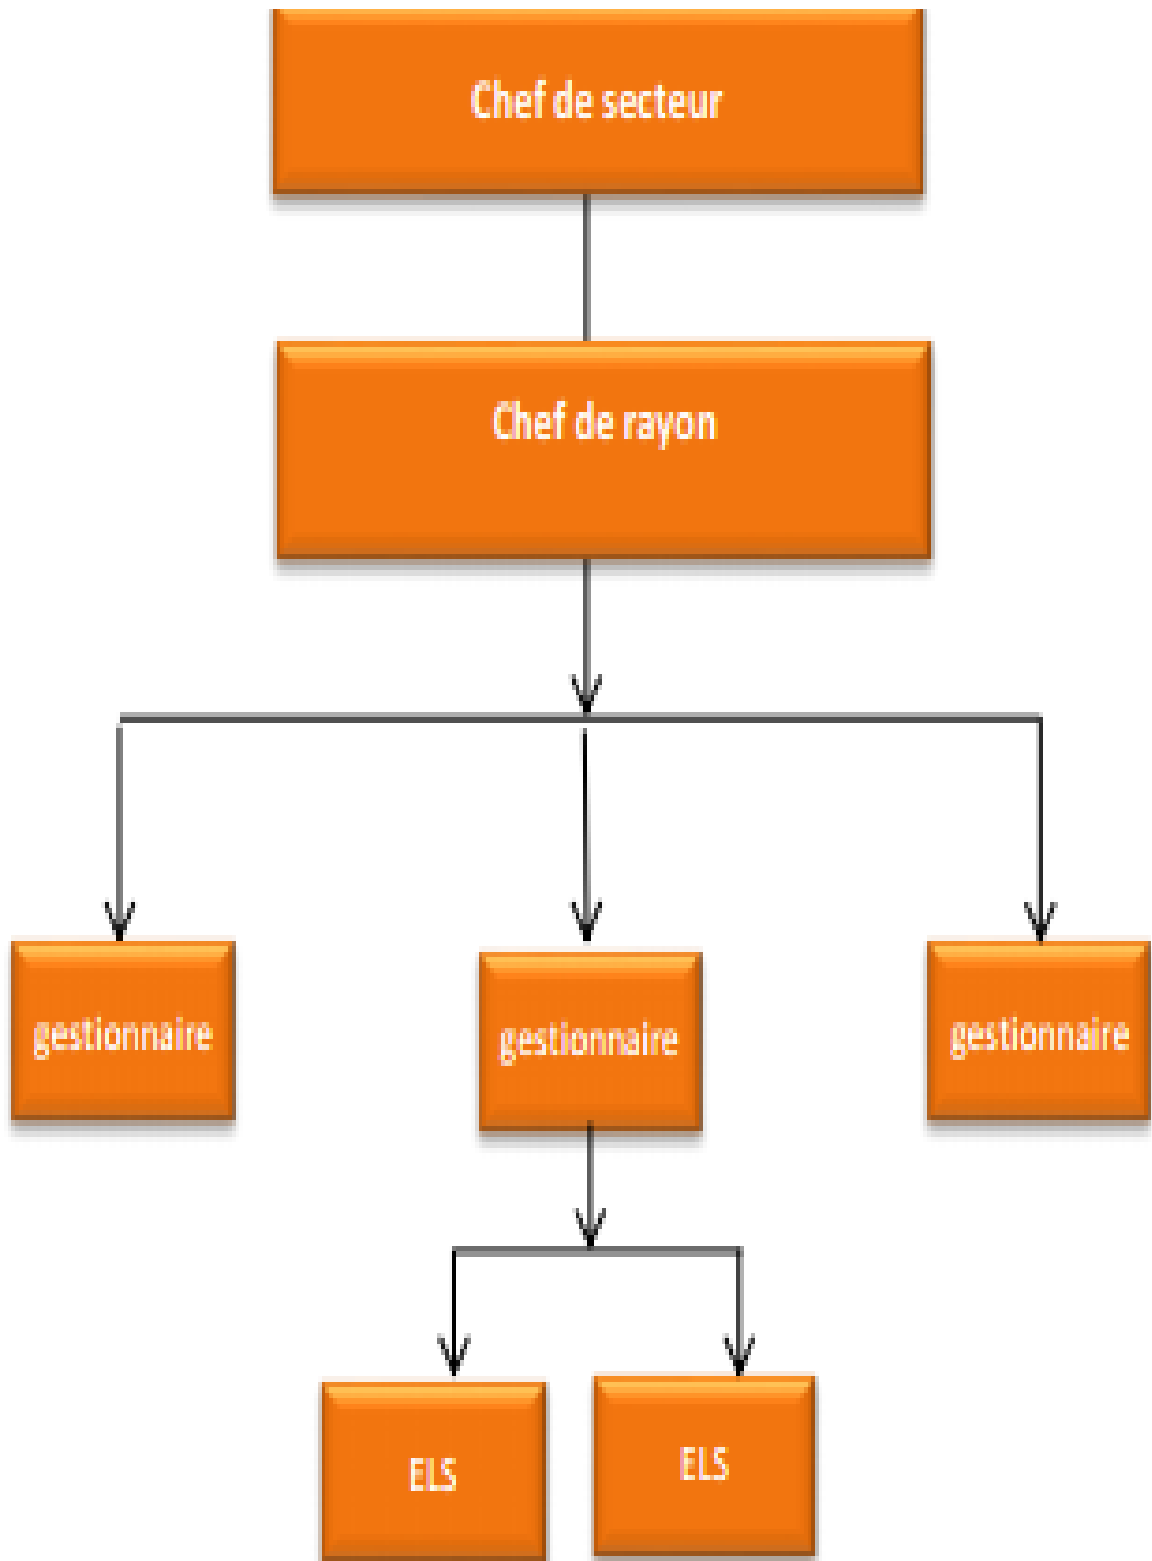 Chef de secteur
Chef de rayon
gestionnaire
gestionnaire
gestionnaire
ELS
ELS